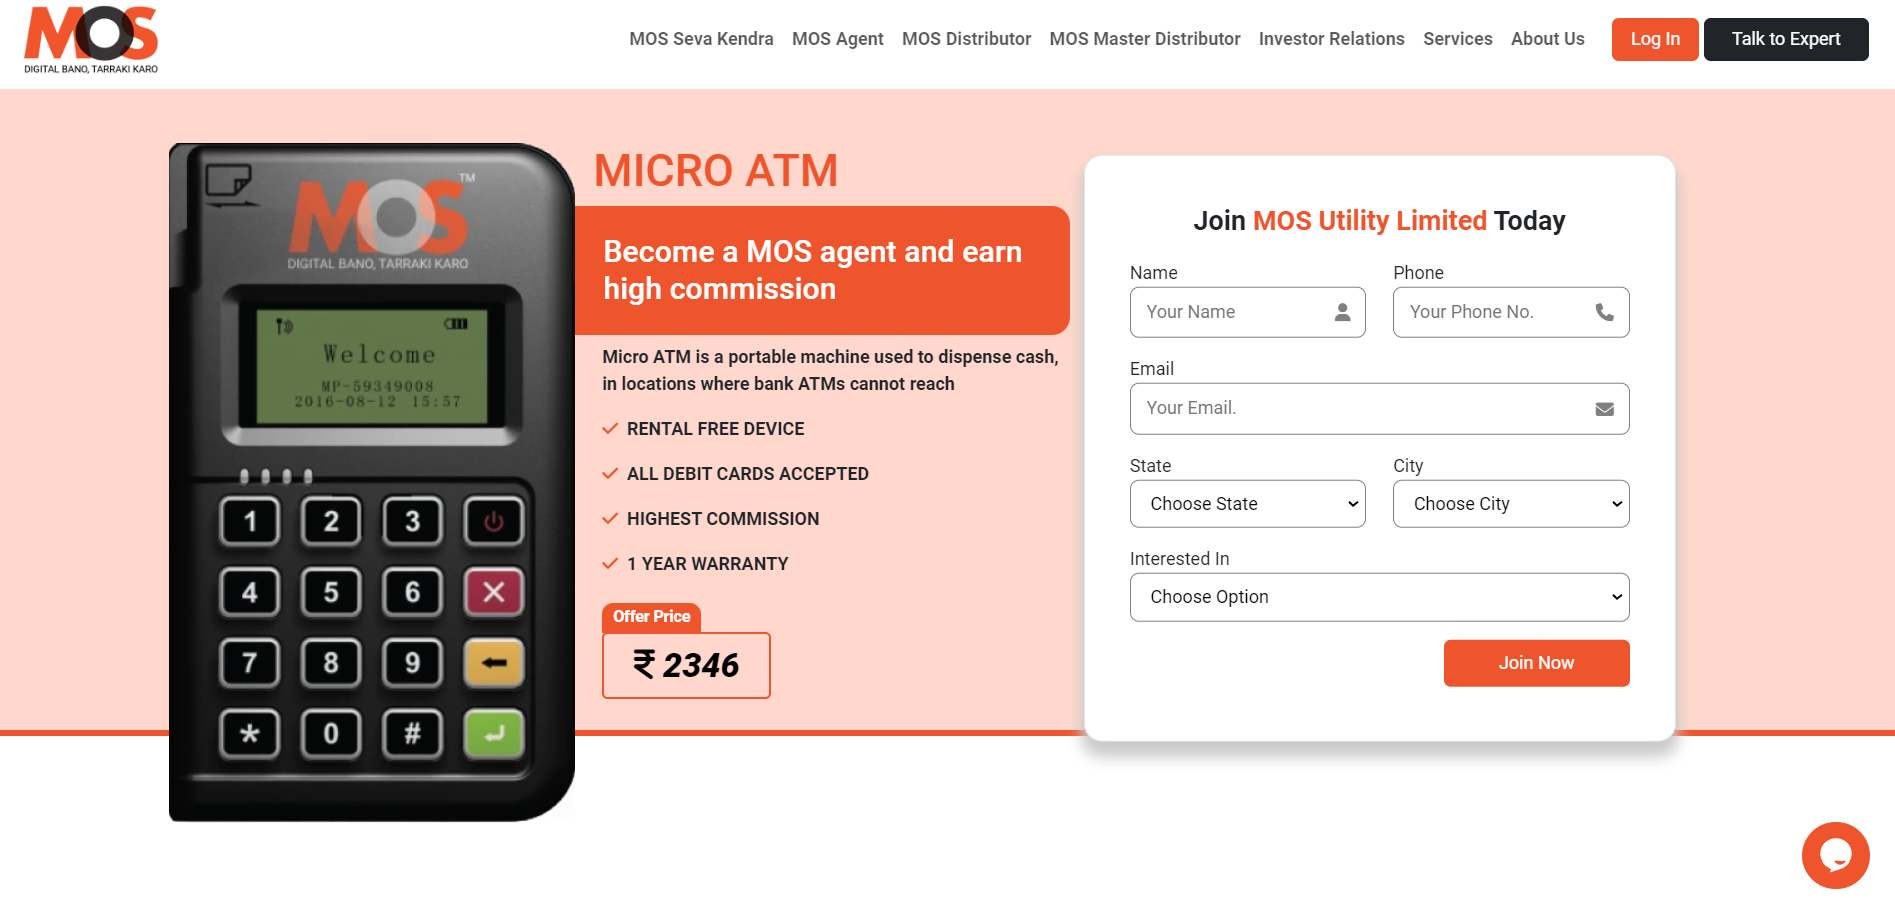 MOS
DIGITAL BANO, TARRAKI KARO
MOS Seva Kendra
MOS Agent
MOS Distributor
MOS Master Distributor
Investor Relations
Services
About Us
Log In
Talk to Expert
MOS TM
DIGITAL BANO, TARRAKI KARO
Welcome
MP-59349008
2016-08-12 15:57
1 2 3
4 5 6
7 8 9
* 0 #
MICRO ATM
Become a MOS agent and earn
high commission
Micro ATM is a portable machine used to dispense cash,
in locations where bank ATMs cannot reach
RENTAL FREE DEVICE
ALL DEBIT CARDS ACCEPTED
HIGHEST COMMISSION
1 YEAR WARRANTY
Offer Price
₹ 2346
Join MOS Utility Limited Today
Name
Your Name
Phone
Your Phone No.
Email
Your Email.
State
Choose State
City
Choose City
Interested In
Choose Option
Join Now